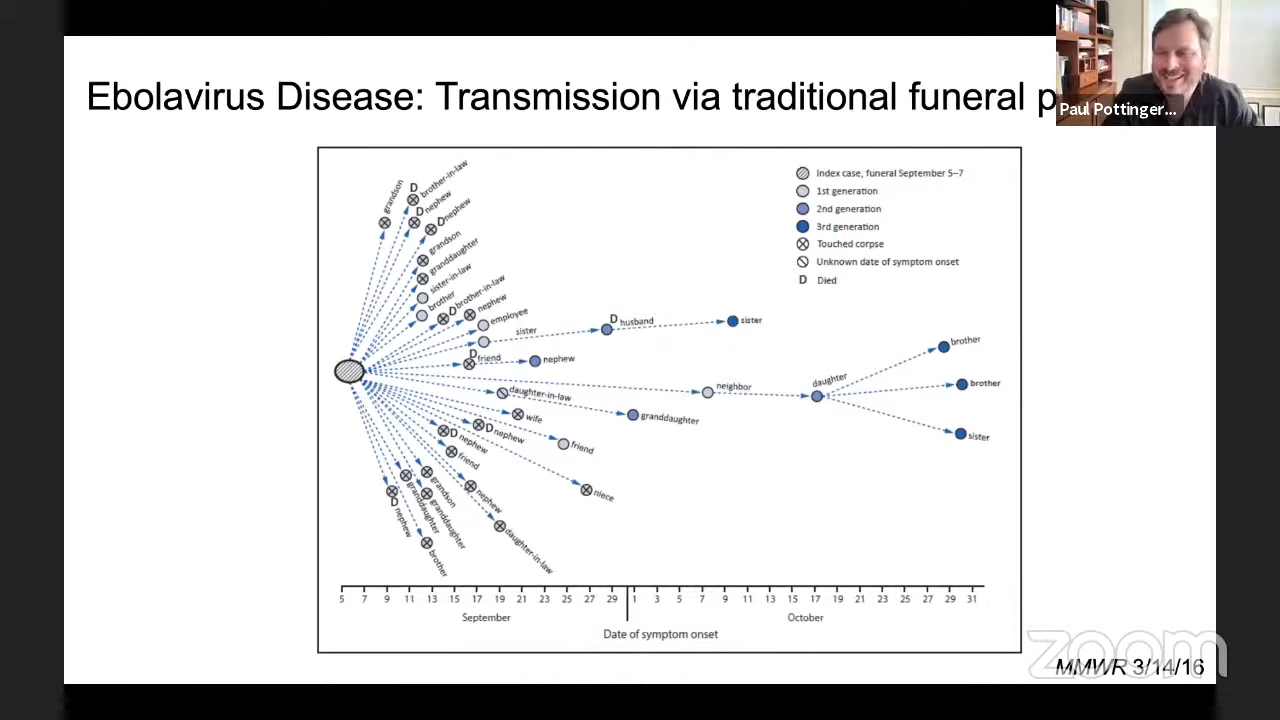 Ebolavirus Disease: Transmission via traditional funeral p
Paul Pottinger...
Index case, funeral September 5–7
1st generation
2nd generation
3rd generation
Touched corpse
Unknown date of symptom onset
D Died
grandson
D brother-in-law
D nephew
D nephew
grandson
granddaughter
sister-in-law
brother
D brother-in-law
nephew
employee
sister
D husband
sister
D friend
nephew
neighbor
daughter
brother
brother
sister
daughter-in-law
granddaughter
wife
D nephew
friend
D nephew
friend
niece
nephew
grandson
granddaughter
granddaughter
D nephew
brother
daughter-in-law
5 7 9 11 13 15 17 19 21 23 25 27 29 1 3 5 7 9 11 13 15 17 19 21 23 25 27 29 31
September October
Date of symptom onset
zoom
MMWR 3/14/16